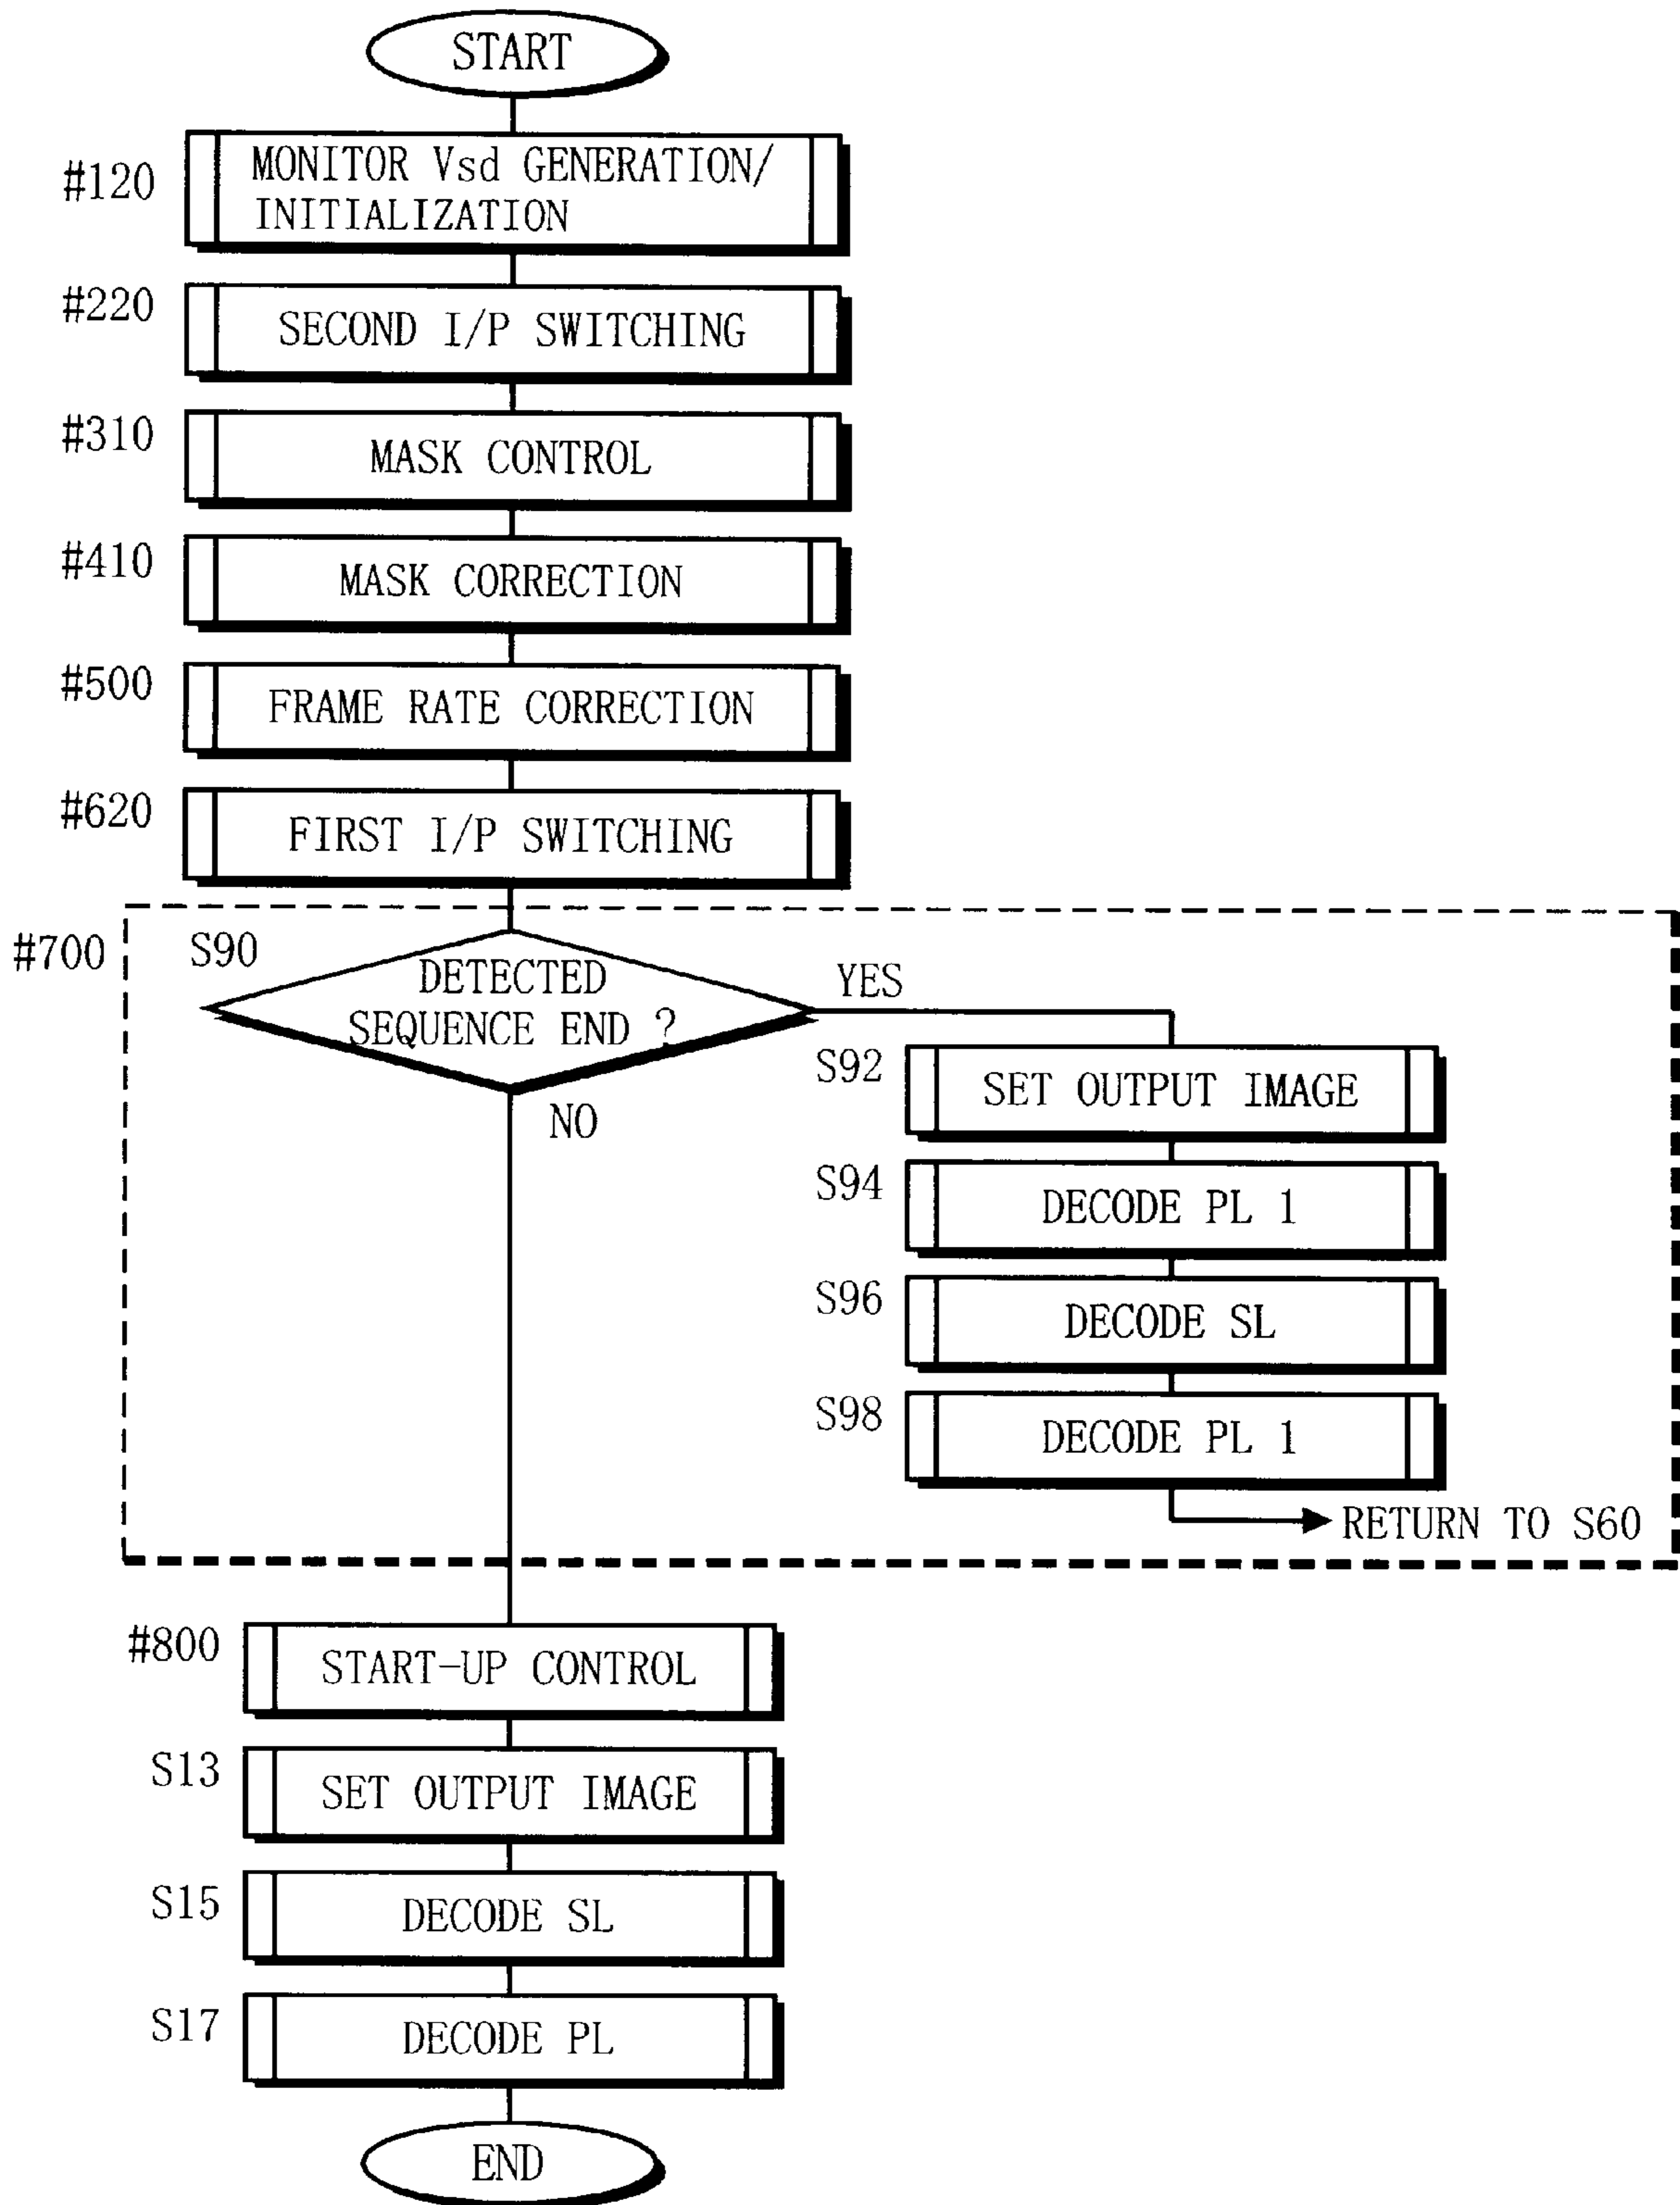 START
#120
MONITOR Vsd GENERATION/
INITIALIZATION
#220
SECOND I/P SWITCHING
#310
MASK CONTROL
#410
MASK CORRECTION
#500
FRAME RATE CORRECTION
#620
FIRST I/P SWITCHING
#700
S90
DETECTED
SEQUENCE END ?
YES
NO
S92
SET OUTPUT IMAGE
S94
DECODE PL 1
S96
DECODE SL
S98
DECODE PL 1
RETURN TO S60
#800
START-UP CONTROL
S13
SET OUTPUT IMAGE
S15
DECODE SL
S17
DECODE PL
END